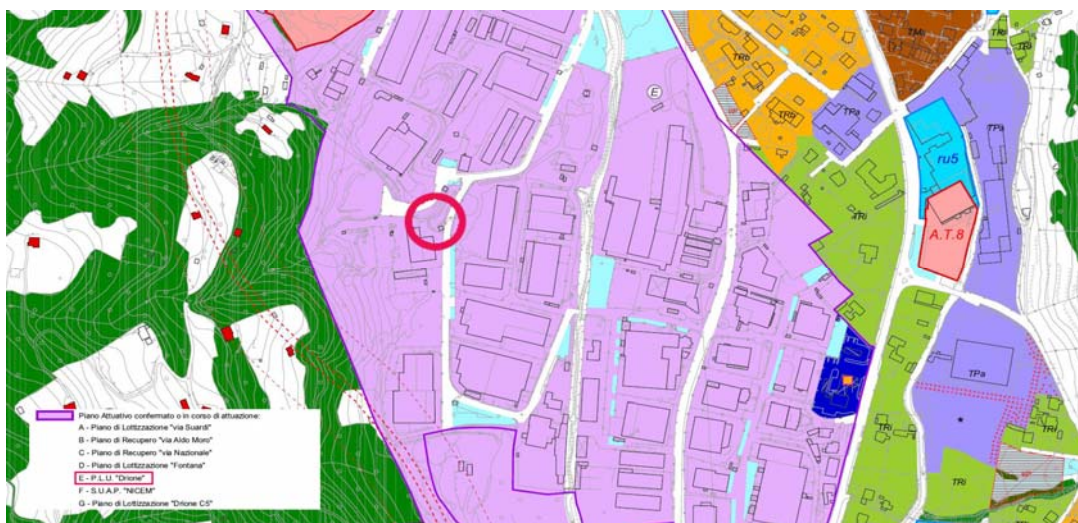 TRb
TMi
TRi
TRi
E
TRb
TPa
TPa
ru5
TRi
A.T.8
TPa
*
TRi
TRi
TRi
Piano Attuativo confermato o in corso di attuazione:
A - Piano di Lottizzazione "via Suardi"
B - Piano di Recupero "via Aldo Moro"
C - Piano di Recupero "via Nazionale"
D - Piano di Lottizzazione "Fontana"
E - P.L.U. "Drione"
F - S.U.A.P. "NICEM"
G - Piano di Lottizzazione "Drione C5"